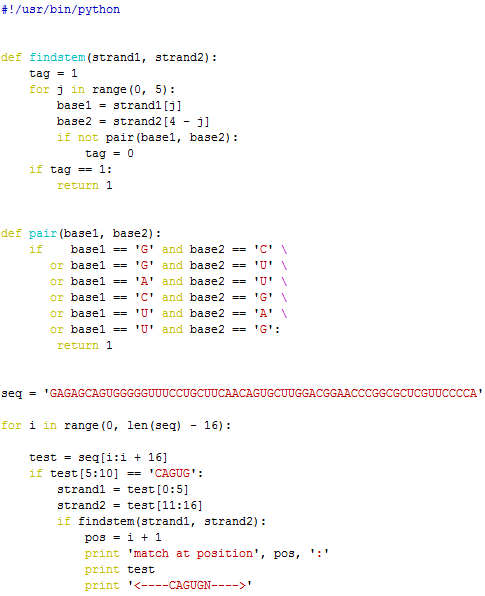 #!/usr/bin/python
def findstem(strand1, strand2):
    tag = 1
    for j in range(0, 5):
        base1 = strand1[j]
        base2 = strand2[4 - j]
        if not pair(base1, base2):
            tag = 0
    if tag == 1:
        return 1
def pair(base1, base2):
    if    base1 == 'G' and base2 == 'C' \
       or base1 == 'G' and base2 == 'U' \
       or base1 == 'A' and base2 == 'U' \
       or base1 == 'C' and base2 == 'G' \
       or base1 == 'U' and base2 == 'A' \
       or base1 == 'U' and base2 == 'G':
        return 1
seq = 'GAGAGCAGUGGGGGUUUCCUGCUUCAACAGUGCUUGGACGGAACCCGGCGCUCGUUCCCCA'
for i in range(0, len(seq) - 16):
    test = seq[i:i + 16]
    if test[5:10] == 'CAGUG':
        strand1 = test[0:5]
        strand2 = test[11:16]
        if findstem(strand1, strand2):
            pos = i + 1
            print 'match at position', pos, ':'
            print test
            print '<----CAGUGN---->'